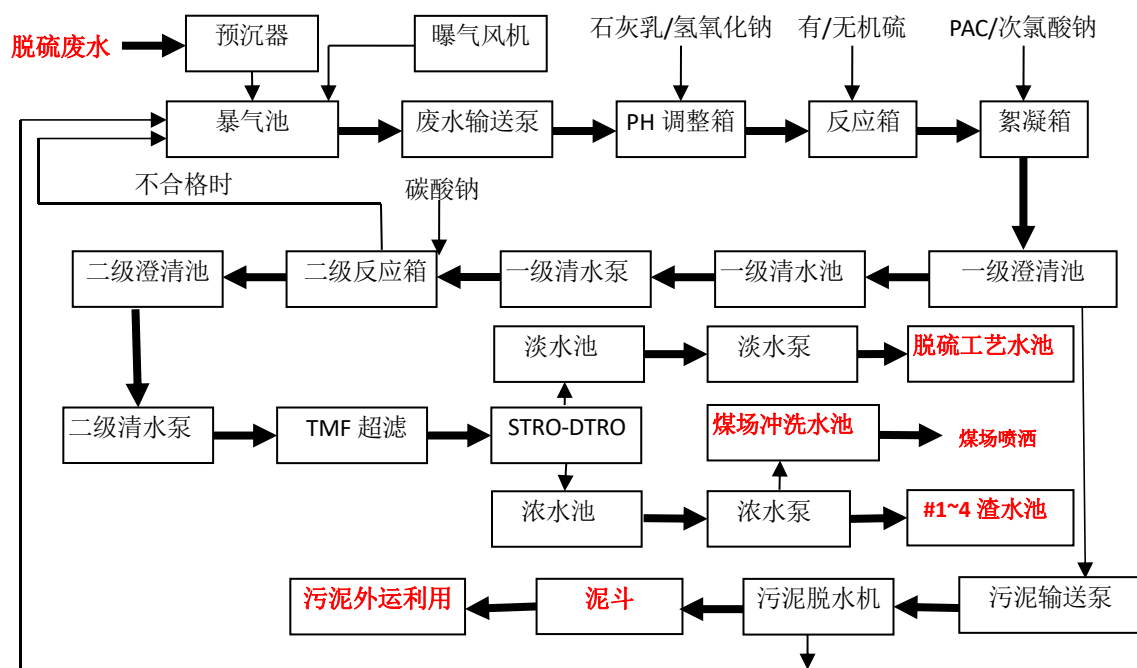 石灰乳/氢氧化钠
有/无机硫
PAC/次氯酸钠
脱硫废水
预沉器
曝气风机
暴气池
废水输送泵
PH 调整箱
反应箱
絮凝箱
不合格时
碳酸钠
二级澄清池
二级反应箱
一级清水泵
一级清水池
一级澄清池
淡水池
淡水泵
脱硫工艺水池
二级清水泵
TMF 超滤
STRO-DTRO
煤场冲洗水池
煤场喷洒
浓水池
浓水泵
#1~4 渣水池
污泥外运利用
泥斗
污泥脱水机
污泥输送泵